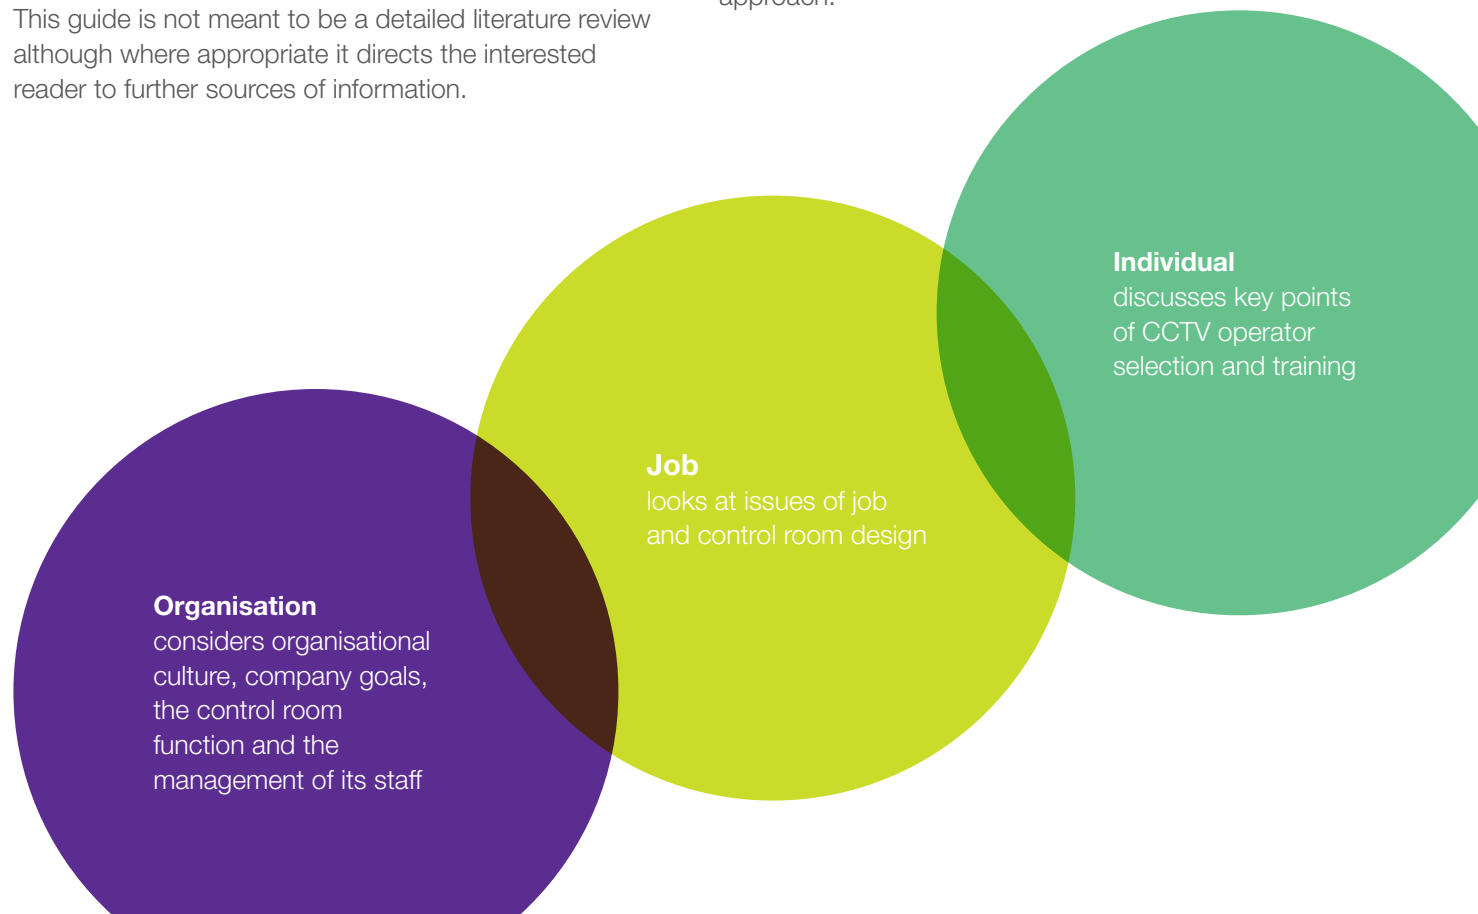 This guide is not meant to be a detailed literature review
although where appropriate it directs the interested
reader to further sources of information.
approach.
Individual
discusses key points
of CCTV operator
selection and training
Job
looks at issues of job
and control room design
Organisation
considers organisational
culture, company goals,
the control room
function and the
management of its staff